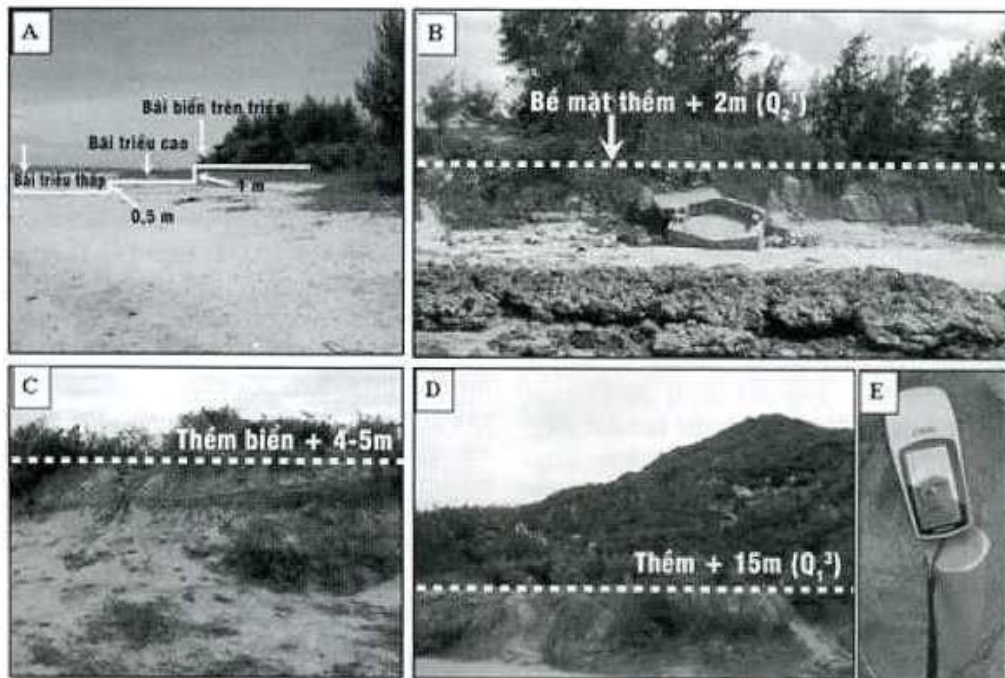 A
Bãi biển trên triều
Bãi triều cao
Bãi triều thấp
1 m
0,5 m
B
Bề mặt thềm + 2m (Q
C
Thềm biển + 4-5m
D
Thềm + 15m (Q₁³)
E